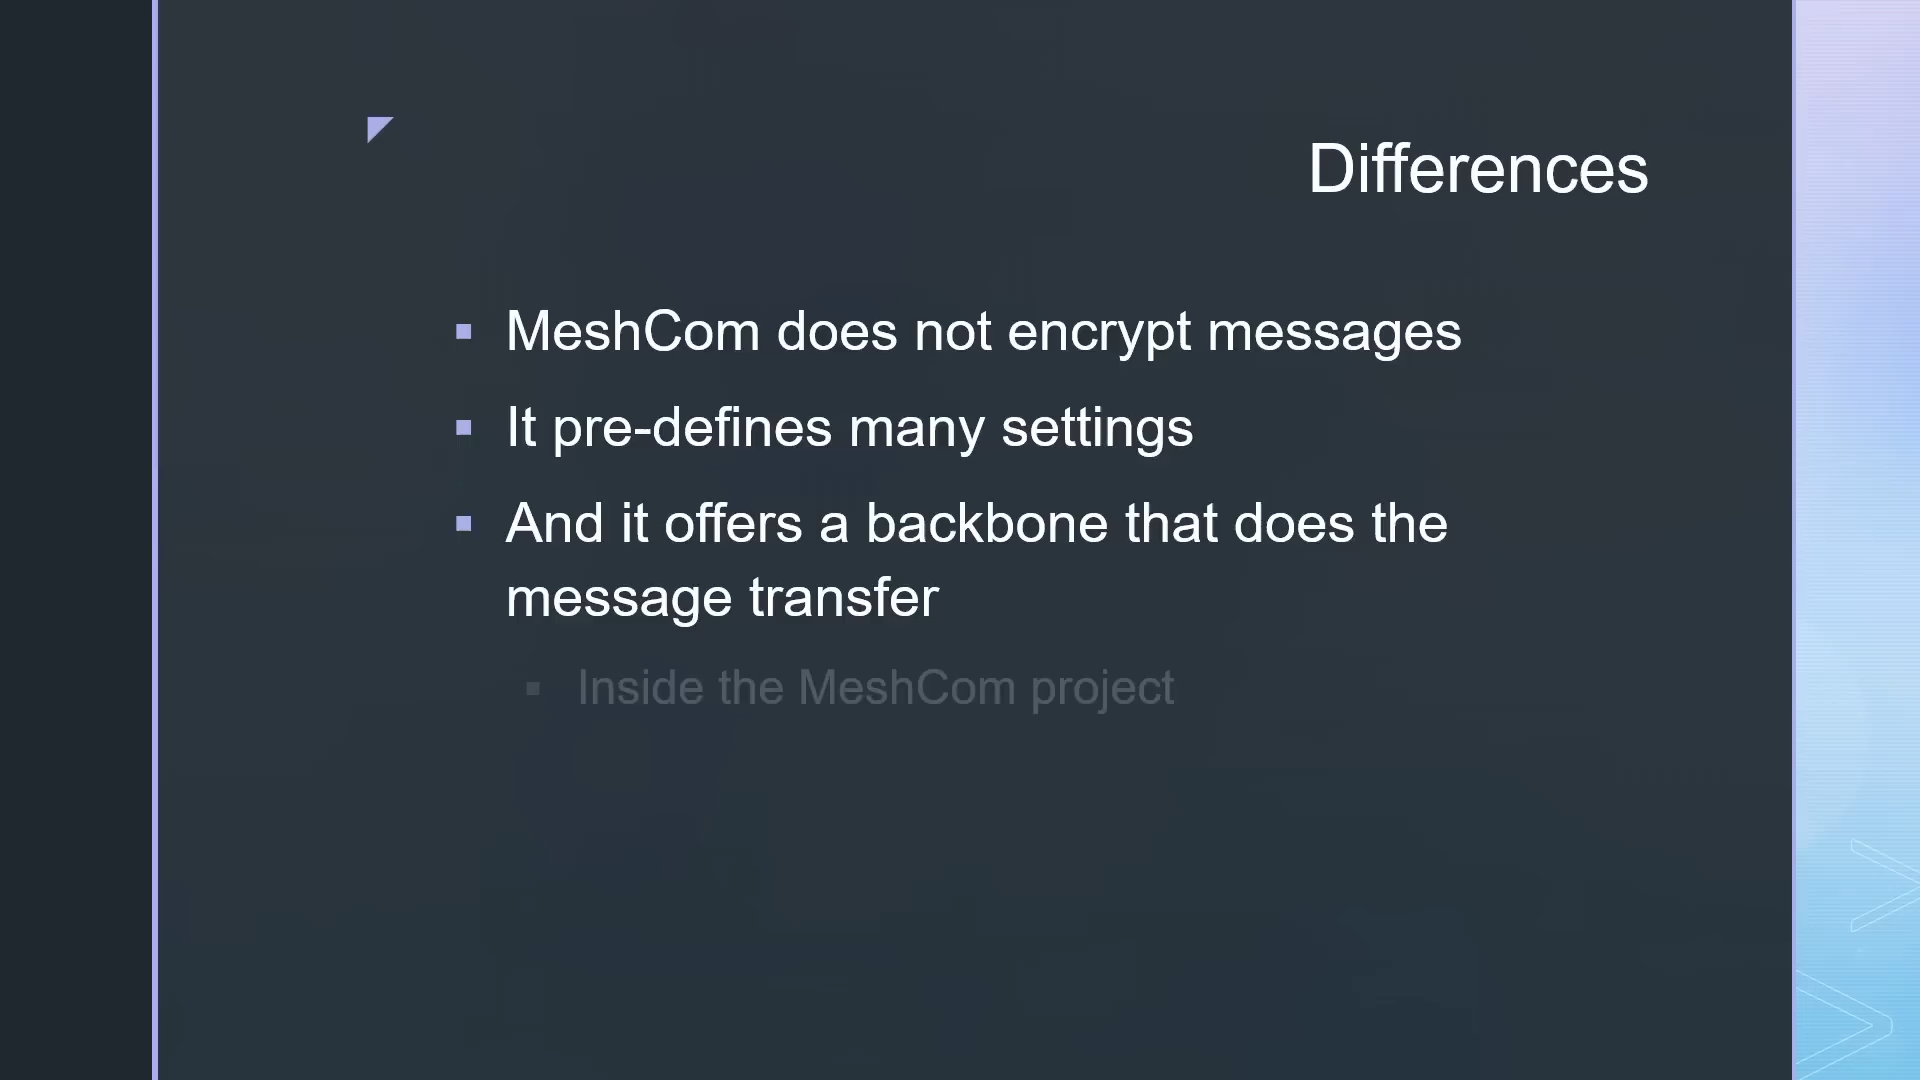 Differences
MeshCom does not encrypt messages
It pre-defines many settings
And it offers a backbone that does the
message transfer
Inside the MeshCom project